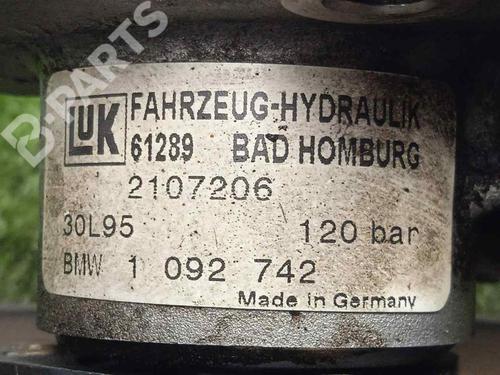 B-PARTS
LuK FAHRZEUG-HYDRAULIK
61289 BAD HOMBURG
2107206
30L95 120 bar
BMW 1 092 742
Made in Germany